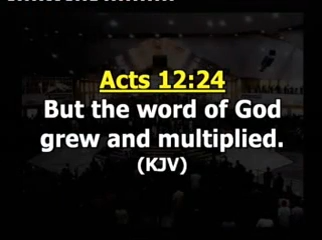 Acts 12:24
But the word of God
grew and multiplied.
(KJV)